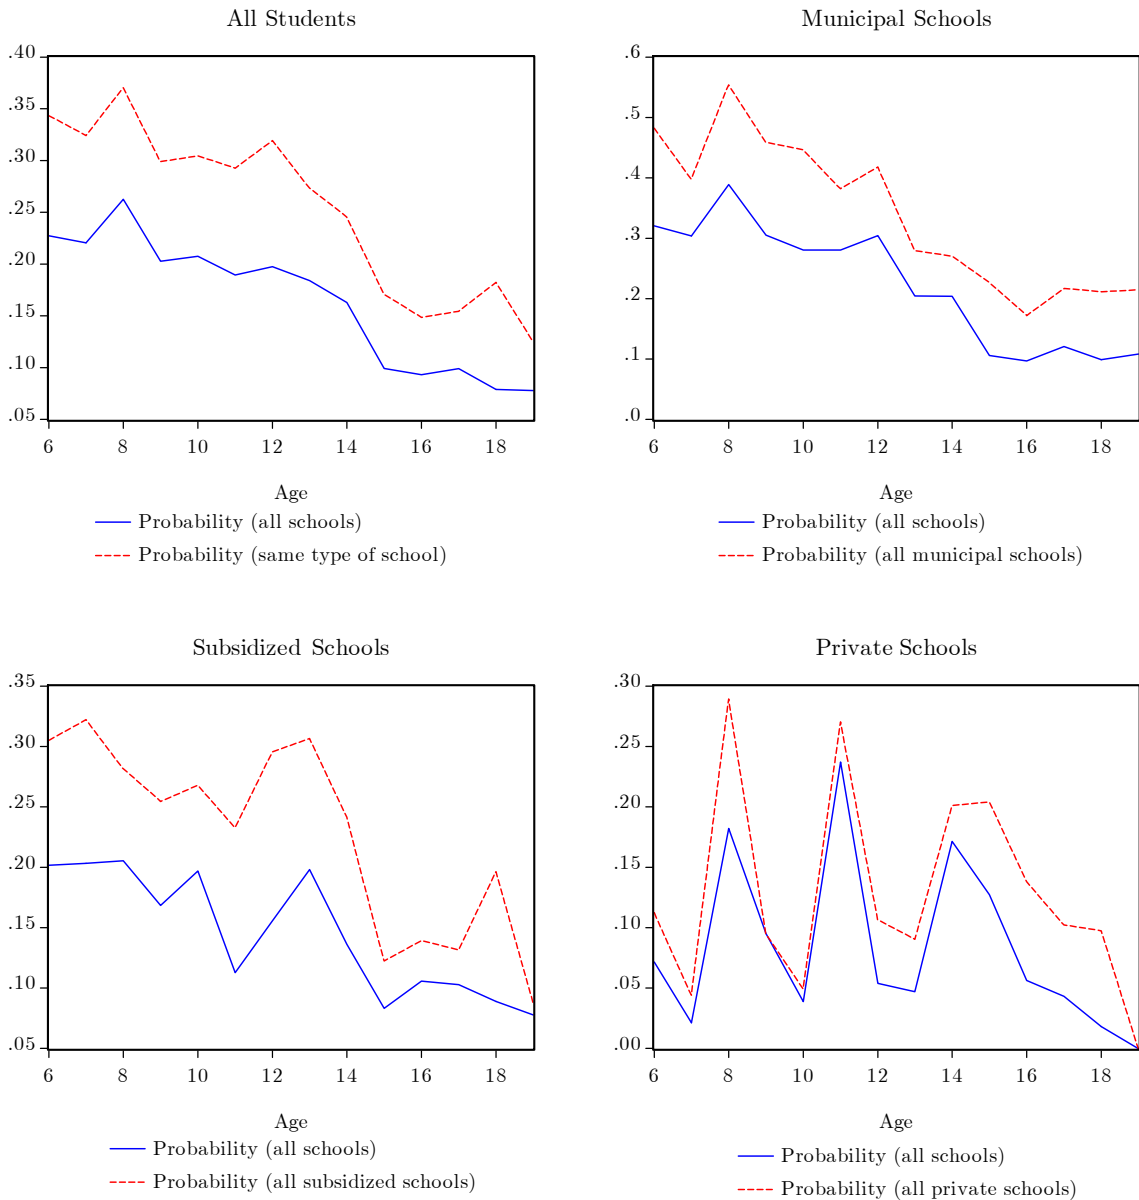 All Students
.40
.35
.30
.25
.20
.15
.10
.05
6 8 10 12 14 16 18
Age
Probability (all schools)
Probability (same type of school)
Municipal Schools
.6
.5
.4
.3
.2
.1
.0
6 8 10 12 14 16 18
Age
Probability (all schools)
Probability (all municipal schools)
Subsidized Schools
.35
.30
.25
.20
.15
.10
.05
6 8 10 12 14 16 18
Age
Probability (all schools)
Probability (all subsidized schools)
Private Schools
.30
.25
.20
.15
.10
.05
.00
6 8 10 12 14 16 18
Age
Probability (all schools)
Probability (all private schools)